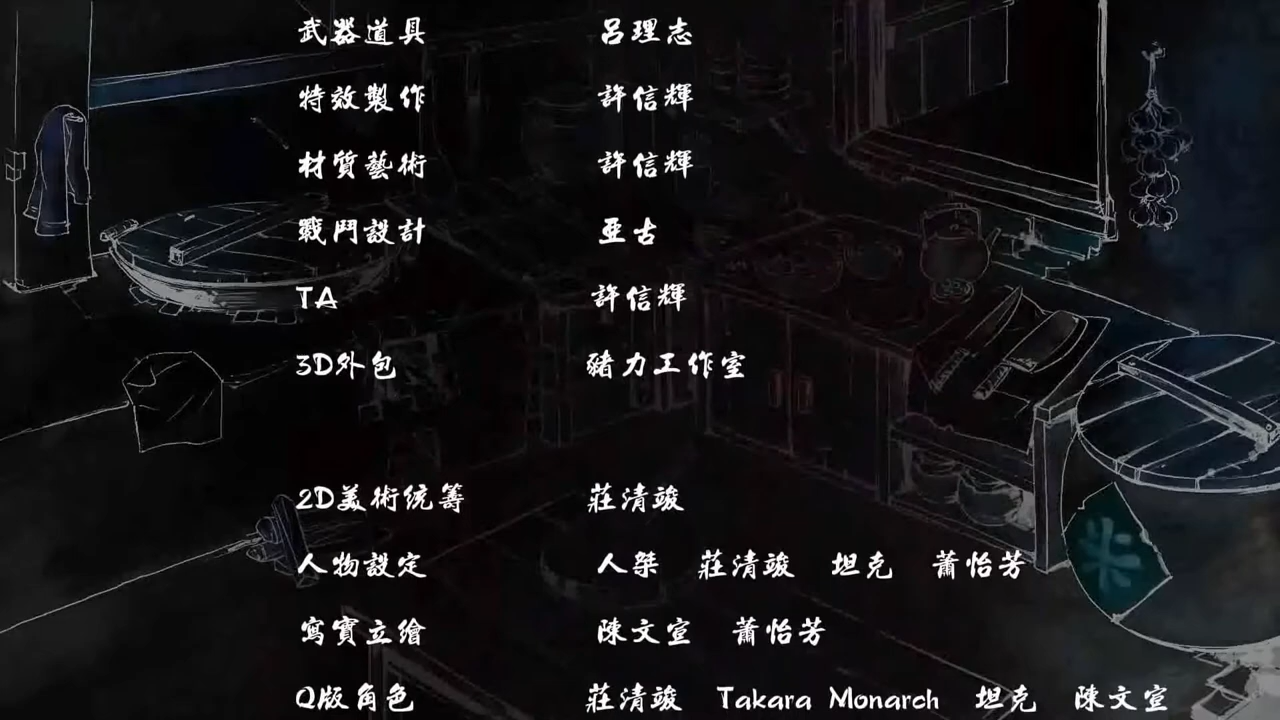 武器道具 呂理志
特效製作 許信輝
材質藝術 許信輝
戰鬥設計 亞古
TA 許信輝
3D外包 豬力工作室
2D美術統籌 莊清竣
人物設定 人桀 莊清竣 坦克 蕭怡芳
寫實立繪 陳文宣 蕭怡芳
Q版角色 莊清竣 Takara Monarch 坦克 陳文宣
米